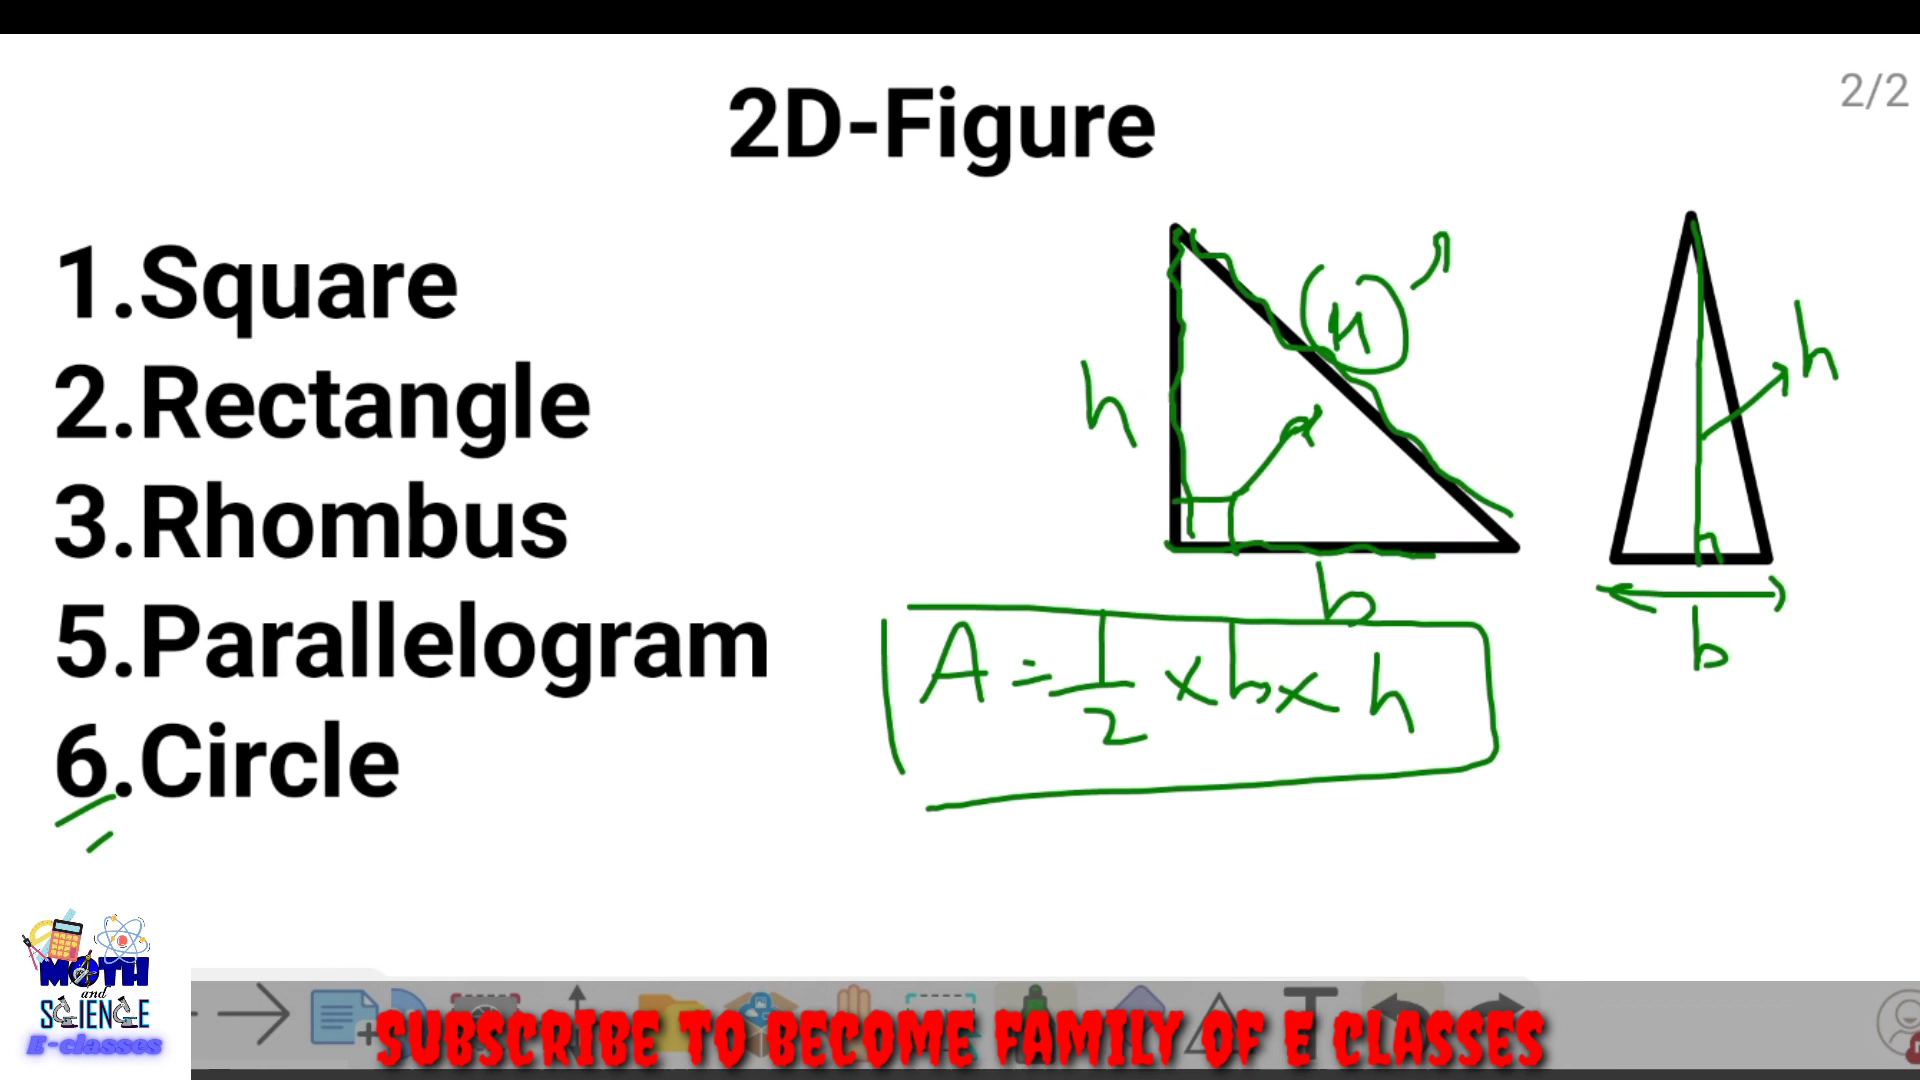 2/2
2D-Figure
1.Square
2.Rectangle
3.Rhombus
5.Parallelogram
6.Circle
h
b
h
b
A = 1/2 x b x h
MATH
and
SCIENCE
E-classes
T
SUBSCRIBE TO BECOME FAMILY OF E CLASSES